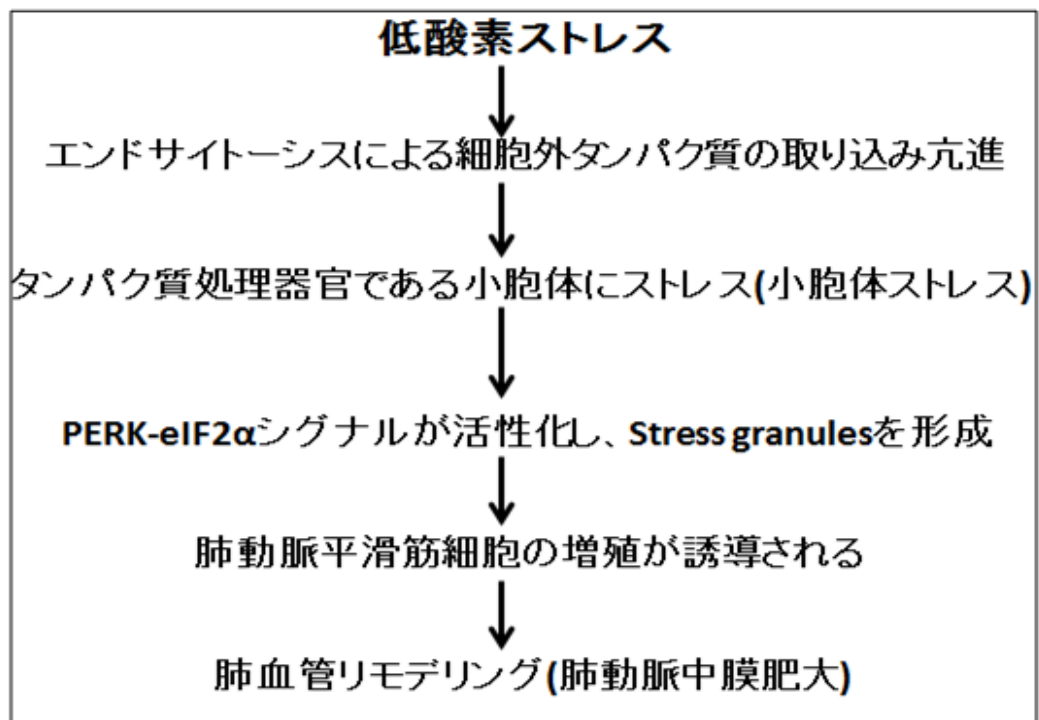 低酸素ストレス
エンドサイトーシスによる細胞外タンパク質の取り込み亢進
タンパク質処理器官である小胞体にストレス(小胞体ストレス)
PERK-eIF2αシグナルが活性化し、Stress granulesを形成
肺動脈平滑筋細胞の増殖が誘導される
肺血管リモデリング(肺動脈中膜肥大)